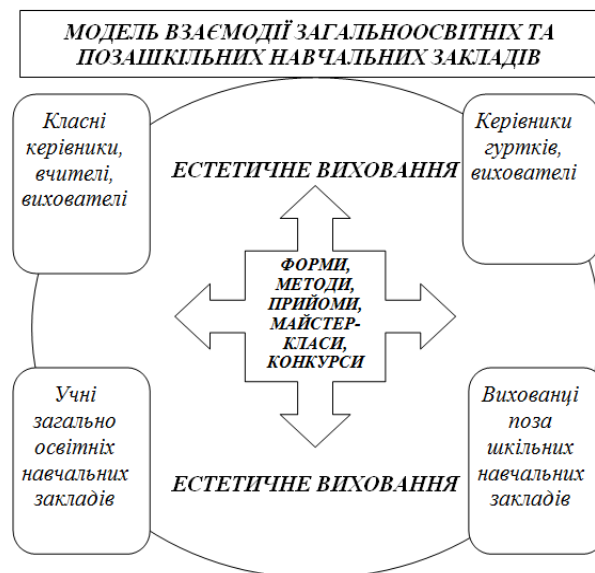 МОДЕЛЬ ВЗАЄМОДІЇ ЗАГАЛЬНООСВІТНІХ ТА
ПОЗАШКІЛЬНИХ НАВЧАЛЬНИХ ЗАКЛАДІВ
Класні
керівники,
вчителі,
вихователі
Керівники
гуртків,
вихователі
ЕСТЕТИЧНЕ ВИХОВАННЯ
ФОРМИ,
МЕТОДИ,
ПРИЙОМИ,
МАЙСТЕР-
КЛАСИ,
КОНКУРСИ
Учні
загально
освітніх
навчальних
закладів
Вихованці
поза
шкільних
навчальних
закладів
ЕСТЕТИЧНЕ ВИХОВАННЯ